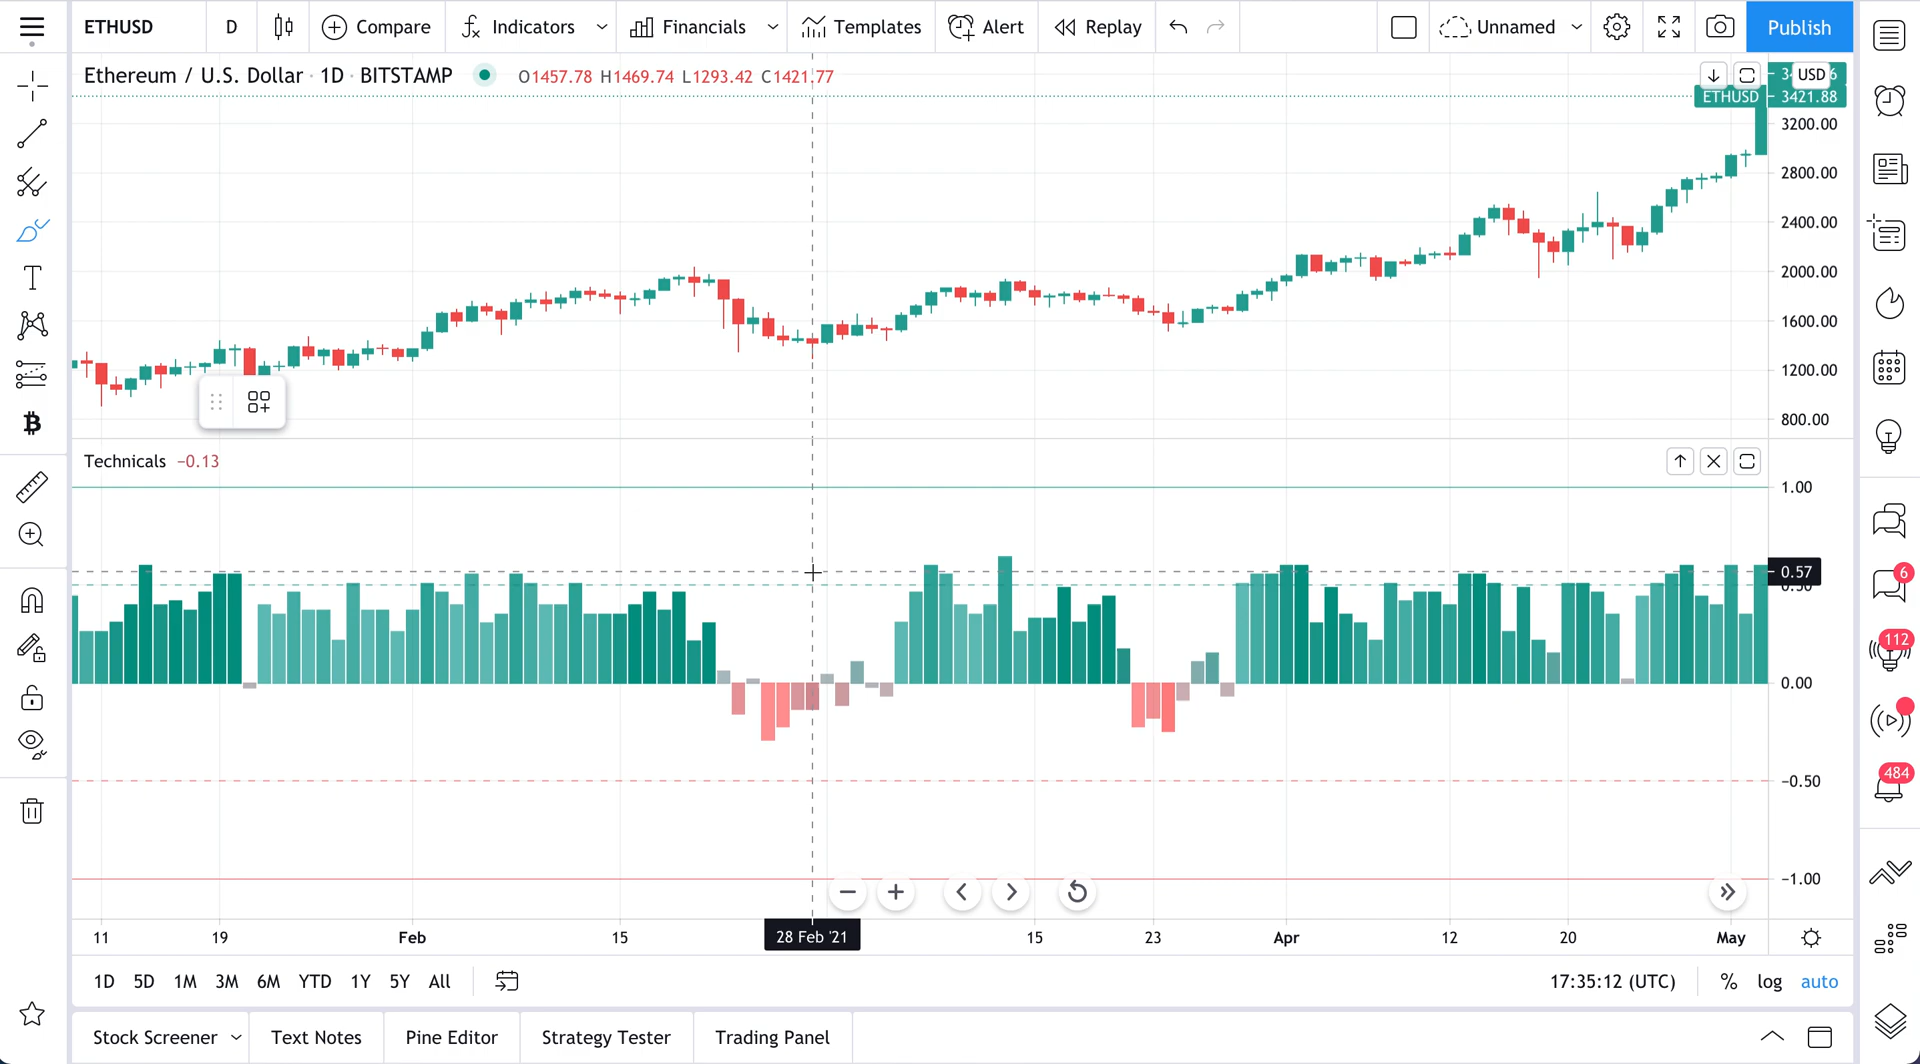 ETHUSD D Compare Indicators Financials Templates Alert Replay Unnamed Publish
Ethereum / U.S. Dollar · 1D · BITSTAMP O1457.78 H1469.74 L1293.42 C1421.77
USD
ETHUSD 3421.88
3200.00
2800.00
2400.00
2000.00
1600.00
1200.00
800.00
Technicals −0.13
1.00
0.57
0.50
0.00
−0.50
−1.00
6
112
484
11 19 Feb 15 28 Feb '21 15 23 Apr 12 20 May
1D 5D 1M 3M 6M YTD 1Y 5Y All 17:35:12 (UTC) % log auto
Stock Screener Text Notes Pine Editor Strategy Tester Trading Panel